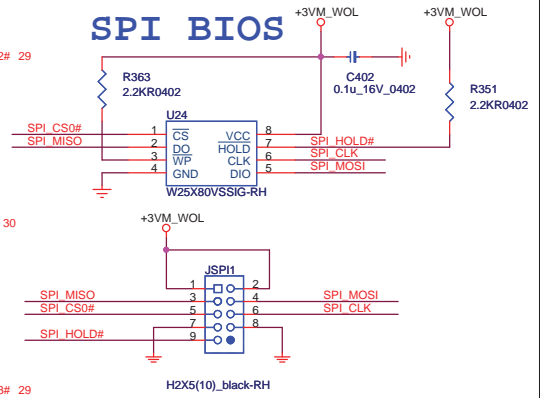 SPI BIOS
+3VM_WOL
+3VM_WOL
2# 29
R363
2.2KR0402
C402
0.1u_16V_0402
R351
2.2KR0402
U24
SPI_CS0# 1 CS VCC 8
SPI_MISO 2 DO HOLD 7 SPI_HOLD#
3 WP CLK 6 SPI_CLK
4 GND DIO 5 SPI_MOSI
W25X80VSSIG-RH
30
+3VM_WOL
JSPI1
1 2
SPI_MISO 3 4 SPI_MOSI
SPI_CS0# 5 6 SPI_CLK
7 8
SPI_HOLD# 9
H2X5(10)_black-RH
3# 29